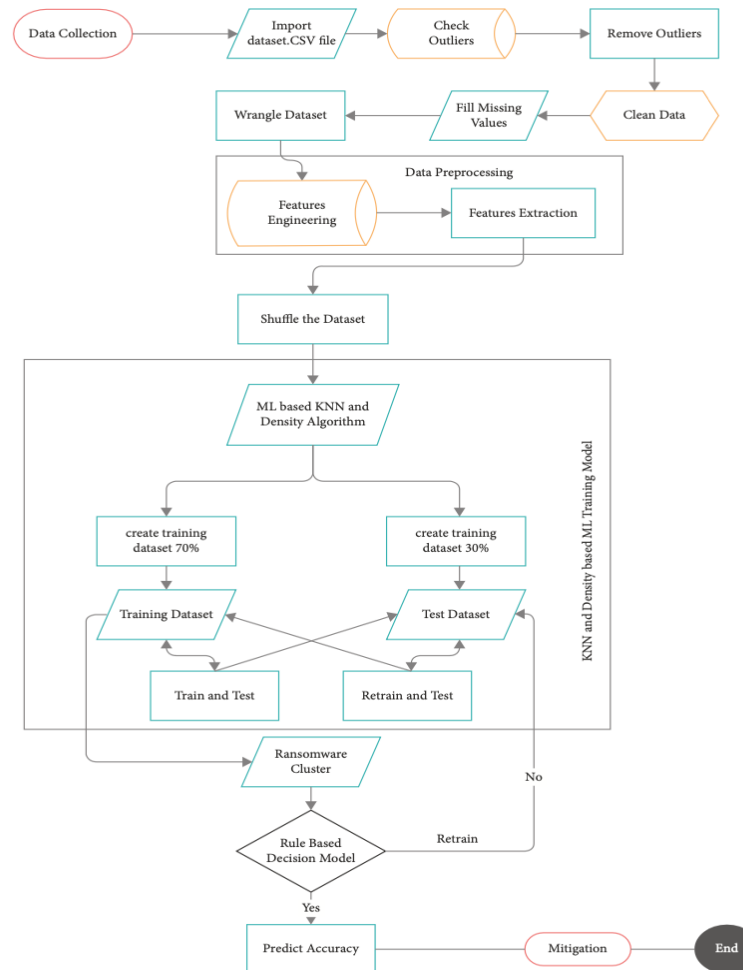 Data Collection
Import
dataset.CSV file
Check
Outliers
Remove Outliers
Wrangle Dataset
Fill Missing
Values
Clean Data
Data Preprocessing
Features
Engineering
Features Extraction
Shuffle the Dataset
ML based KNN and
Density Algorithm
KNN and Density based ML Training Model
create training
dataset 70%
create training
dataset 30%
Training Dataset
Test Dataset
Train and Test
Retrain and Test
Ransomware
Cluster
No
Rule Based
Decision Model
Retrain
Yes
Predict Accuracy
Mitigation
End